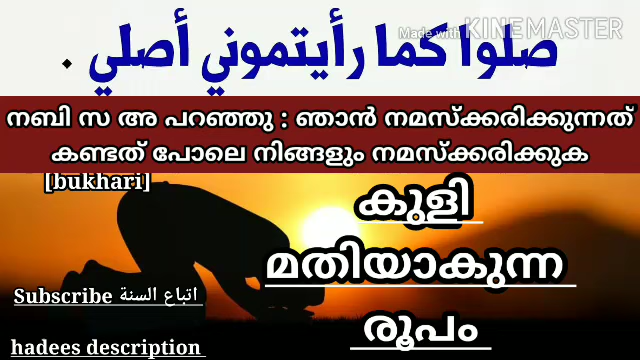 Made with KINEMASTER
صلوا كما رأيتموني أصلي .
നബി സ അ പറഞ്ഞു : ഞാൻ നമസ്ക്കരിക്കുന്നത്
കണ്ടത് പോലെ നിങ്ങളും നമസ്ക്കരിക്കുക
[bukhari]
കുളി
മതിയാകുന്ന
രൂപം
Subscribe اتباع السنة
hadees description